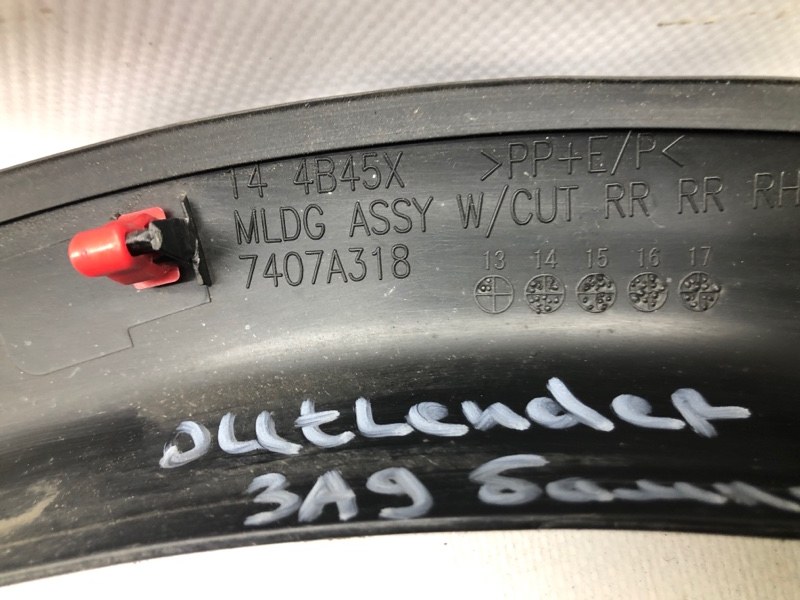 14 4B45X >PP+E/P<
MLDG ASSY W/CUT RR RR RH
7407A318
13 14 15 16 17
outlender
ЗАд